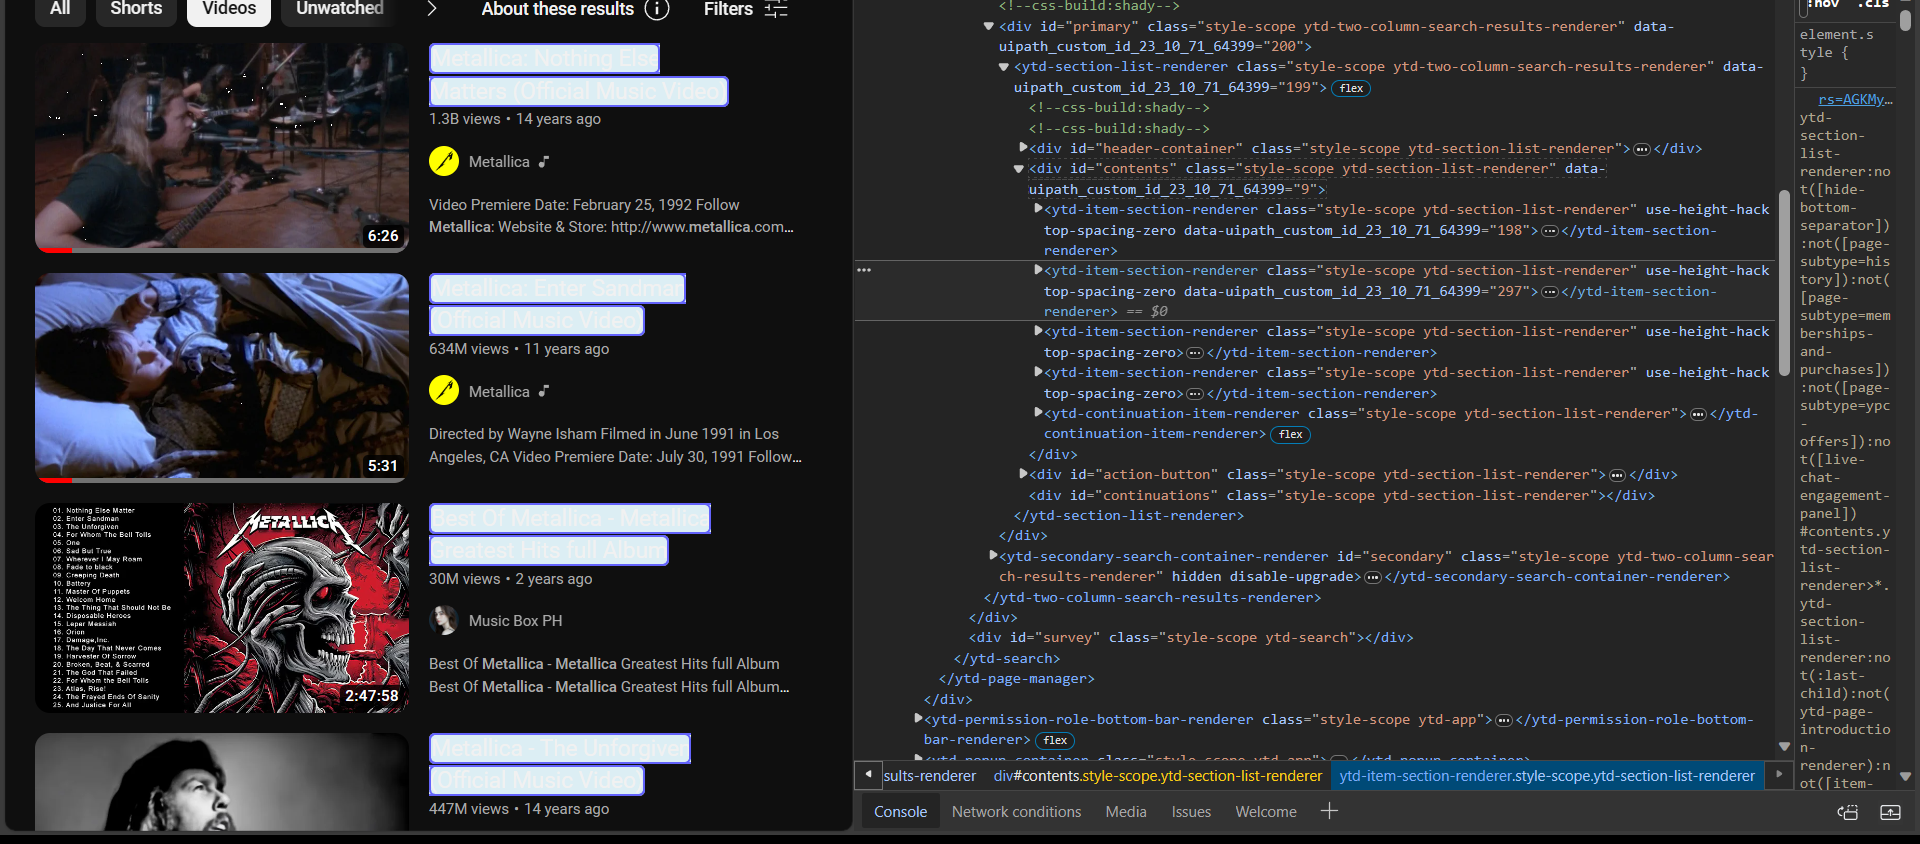 All
Shorts
Videos
Unwatched
About these results
Filters
Metallica: Nothing Else
Matters (Official Music Video)
1.3B views • 14 years ago
Metallica
Video Premiere Date: February 25, 1992 Follow
Metallica: Website & Store: http://www.metallica.com...
6:26
Metallica: Enter Sandman
(Official Music Video)
634M views • 11 years ago
Metallica
Directed by Wayne Isham Filmed in June 1991 in Los
Angeles, CA Video Premiere Date: July 30, 1991 Follow...
5:31
01. Nothing Else Matter
02. Enter Sandman
03. The Unforgiven
04. For Whom The Bell Tolls
05. One
06. Sad But True
07. Wherever I May Roam
08. Fade to black
09. Creeping Death
10. Battery
11. Master Of Puppets
12. Welcom Home
13. The Thing That Should Not Be
14. Disposable Heroes
15. Leper Messiah
16. Orion
17. Damage,Inc.
18. The Day That Never Comes
19. Harvester Of Sorrow
20. Broken, Beat, & Scarred
21. The God That Failed
22. For Whom the Bell Tolls
23. Atlas, Rise!
24. The Frayed Ends Of Sanity
25. And Justice For All
METALLICA
2:47:58
Best Of Metallica - Metallica
Greatest Hits full Album
30M views • 2 years ago
Music Box PH
Best Of Metallica - Metallica Greatest Hits full Album
Best Of Metallica - Metallica Greatest Hits full Album...
Metallica - The Unforgiven
(Official Music Video)
447M views • 14 years ago
<!--css-build:shady-->
<div id="primary" class="style-scope ytd-two-column-search-results-renderer" data-
uipath_custom_id_23_10_71_64399="200">
<ytd-section-list-renderer class="style-scope ytd-two-column-search-results-renderer" data-
uipath_custom_id_23_10_71_64399="199"> flex
<!--css-build:shady-->
<!--css-build:shady-->
<div id="header-container" class="style-scope ytd-section-list-renderer">…</div>
<div id="contents" class="style-scope ytd-section-list-renderer" data-
uipath_custom_id_23_10_71_64399="9">
<ytd-item-section-renderer class="style-scope ytd-section-list-renderer" use-height-hack
top-spacing-zero data-uipath_custom_id_23_10_71_64399="198">…</ytd-item-section-
renderer>
<ytd-item-section-renderer class="style-scope ytd-section-list-renderer" use-height-hack
top-spacing-zero data-uipath_custom_id_23_10_71_64399="297">…</ytd-item-section-
renderer> == $0
<ytd-item-section-renderer class="style-scope ytd-section-list-renderer" use-height-hack
top-spacing-zero>…</ytd-item-section-renderer>
<ytd-item-section-renderer class="style-scope ytd-section-list-renderer" use-height-hack
top-spacing-zero>…</ytd-item-section-renderer>
<ytd-continuation-item-renderer class="style-scope ytd-section-list-renderer">…</ytd-
continuation-item-renderer> flex
</div>
<div id="action-button" class="style-scope ytd-section-list-renderer">…</div>
<div id="continuations" class="style-scope ytd-section-list-renderer"></div>
</ytd-section-list-renderer>
</div>
<ytd-secondary-search-container-renderer id="secondary" class="style-scope ytd-two-column-sear
ch-results-renderer" hidden disable-upgrade>…</ytd-secondary-search-container-renderer>
</ytd-two-column-search-results-renderer>
</div>
<div id="survey" class="style-scope ytd-search"></div>
</ytd-search>
</ytd-page-manager>
</div>
<ytd-permission-role-bottom-bar-renderer class="style-scope ytd-app">…</ytd-permission-role-bottom-
bar-renderer> flex
<ytd-popup-container class="style-scope ytd-app">…</ytd-popup-container>
sults-renderer
div#contents.style-scope.ytd-section-list-renderer
ytd-item-section-renderer.style-scope.ytd-section-list-renderer
Console
Network conditions
Media
Issues
Welcome
:hov .cls
element.s
tyle {
}
rs=AGKMy…
ytd-
section-
list-
renderer:no
t([hide-
bottom-
separator])
:not([page-
subtype=his
tory]):not(
[page-
subtype=mem
berships-
and-
purchases])
:not([page-
subtype=ypc
-
offers]):no
t([live-
chat-
engagement-
panel])
#contents.y
td-section-
list-
renderer>*.
ytd-
section-
list-
renderer:no
t(:last-
child):not(
ytd-page-
introductio
n-
renderer):n
ot([item-